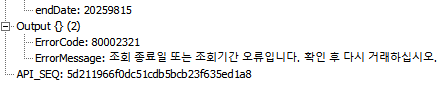 endDate: 20259815
Output {} (2)
ErrorCode: 80002321
ErrorMessage: 조회 종료일 또는 조회기간 오류입니다. 확인 후 다시 거래하십시오.
API_SEQ: 5d211966f0dc51cdb5bcb23f635ed1a8